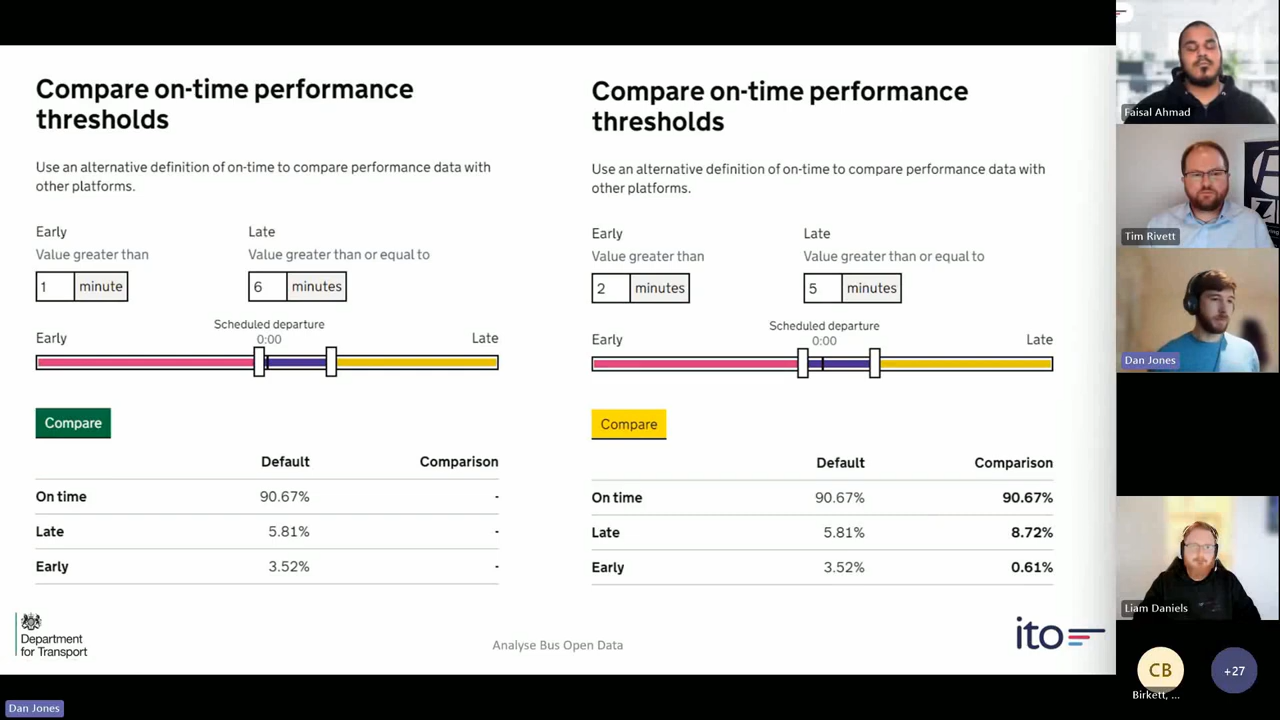 Compare on-time performance
thresholds
Use an alternative definition of on-time to compare performance data with
other platforms.
Early
Late
Value greater than
Value greater than or equal to
1 minute
6 minutes
Scheduled departure
0:00
Early
Late
Compare
Default
Comparison
On time 90.67% -
Late 5.81% -
Early 3.52% -
Compare on-time performance
thresholds
Use an alternative definition of on-time to compare performance data with
other platforms.
Early
Late
Value greater than
Value greater than or equal to
2 minutes
5 minutes
Scheduled departure
0:00
Early
Late
Compare
Default
Comparison
On time 90.67% 90.67%
Late 5.81% 8.72%
Early 3.52% 0.61%
Department
for Transport
Analyse Bus Open Data
ito
Faisal Ahmad
Tim Rivett
Dan Jones
Liam Daniels
CB
+27
Birkett, ...
Dan Jones